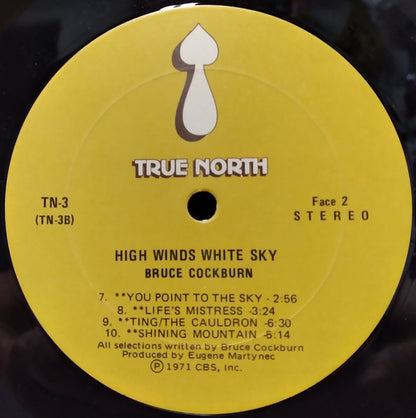 TRUE NORTH
TN-3
(TN-3B)
Face 2
STEREO
HIGH WINDS WHITE SKY
BRUCE COCKBURN
7. **YOU POINT TO THE SKY - 2:56
8. **LIFE'S MISTRESS -3:24
9. **TING/THE CAULDRON - 6:30
10. **SHINING MOUNTAIN -6:14
All selections written by Bruce Cockburn
Produced by Eugene Martynec
Ⓟ 1971 CBS, Inc.